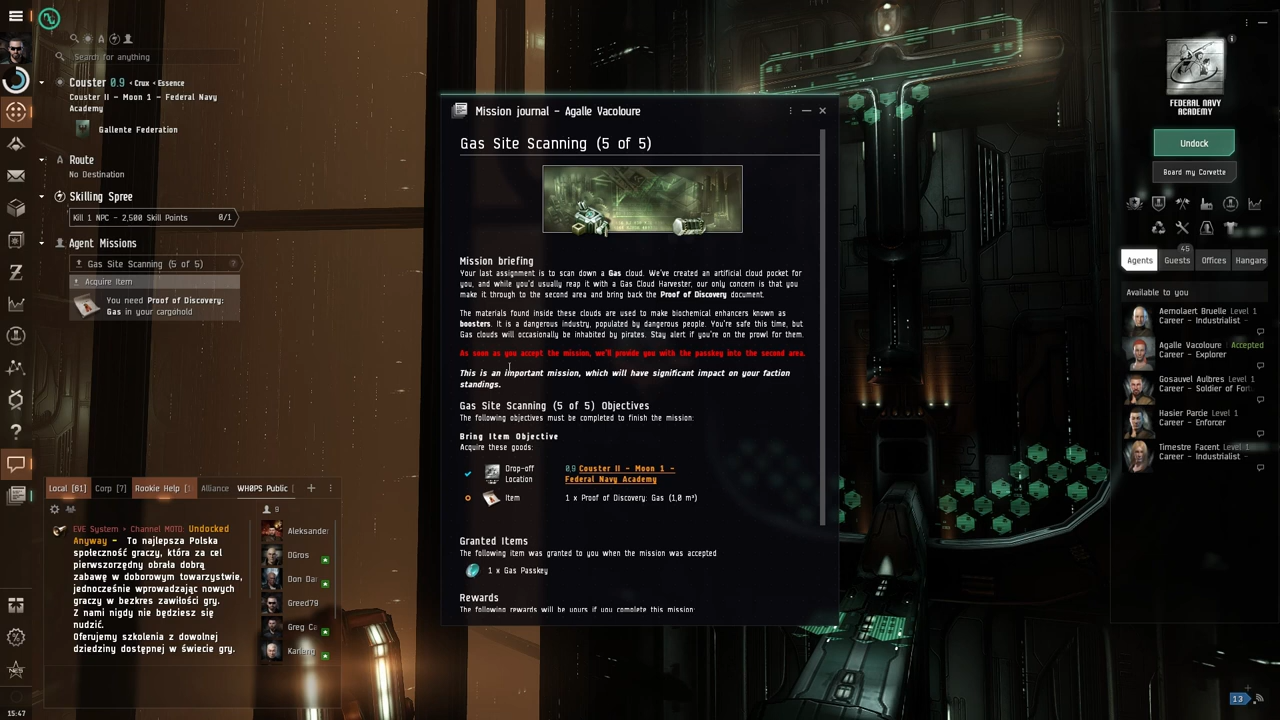 Search for anything
Couster 0.9 ‹ Crux ‹ Essence
Couster II - Moon 1 - Federal Navy
Academy
Gallente Federation
Route
No Destination
Skilling Spree
Kill 1 NPC - 2,500 Skill Points 0/1
Agent Missions
Gas Site Scanning (5 of 5)
Acquire Item
You need Proof of Discovery:
Gas in your cargohold
Mission journal - Agalle Vacoloure
Gas Site Scanning (5 of 5)
Mission briefing
Your last assignment is to scan down a Gas cloud. We've created an artificial cloud pocket for
you, and while you'd usually reap it with a Gas Cloud Harvester, our only concern is that you
make it through to the second area and bring back the Proof of Discovery document.
The materials found inside these clouds are used to make biochemical enhancers known as
boosters. It is a dangerous industry, populated by dangerous people. You're safe this time, but
Gas clouds will occasionally be inhabited by pirates. Stay alert if you're on the prowl for them.
As soon as you accept the mission, we'll privide you with the passkey into the second area.
This is an important mission, which will have significant impact on your faction
standings.
Gas Site Scanning (5 of 5) Objectives
The following objectives must be completed to finish the mission:
Bring Item Objective
Acquire these goods:
Drop-off
Location
0.9 Couster II - Moon 1 -
Federal Navy Academy
Item
1 x Proof of Discovery: Gas (1,0 m³)
Granted Items
The following item was granted to you when the mission was accepted
1 x Gas Passkey
Rewards
The following rewards will be yours if you complete this mission:
FEDERAL NAVY
ACADEMY
Undock
Board my Corvette
45
Agents
Guests
Offices
Hangars
Available to you
Aemolaert Bruelle Level 1
Career - Industrialist -
Agalle Vacoloure Accepted
Career - Explorer
Gosauvel Aulbres Level 1
Career - Soldier of Fort
Hasier Parcie Level 1
Career - Enforcer
Timestre Facent Level 1
Career - Industrialist -
Local [61]
Corp [7]
Rookie Help [
Alliance
WH0PS Public
9
EVE System › Channel MOTD: Undocked
Anyway - To najlepsza Polska
społeczność graczy, która za cel
pierwszorzędny obrała dobrą
zabawę w doborowym towarzystwie,
jednocześnie wprowadzając nowych
graczy w bezkres zawiłości gry.
Z nami nigdy nie będziesz się
nudzić.
Oferujemy szkolenia z dowolnej
dziedziny dostępnej w świecie gry.
Aleksander
DGros
Don Da
Greed79
Greg Ca
Karleng
15:47
13